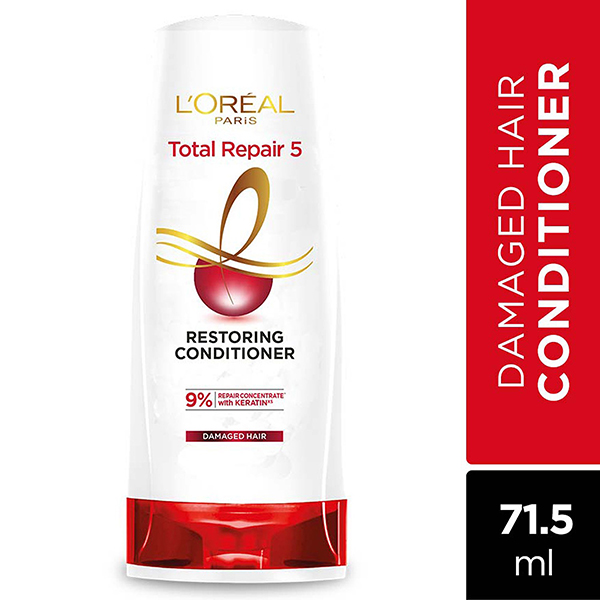 L'ORÉAL
PARIS
Total Repair 5
RESTORING
CONDITIONER
9% REPAIR CONCENTRATE*
with KERATIN
DAMAGED HAIR
DAMAGED HAIR
CONDITIONER
71.5
ml